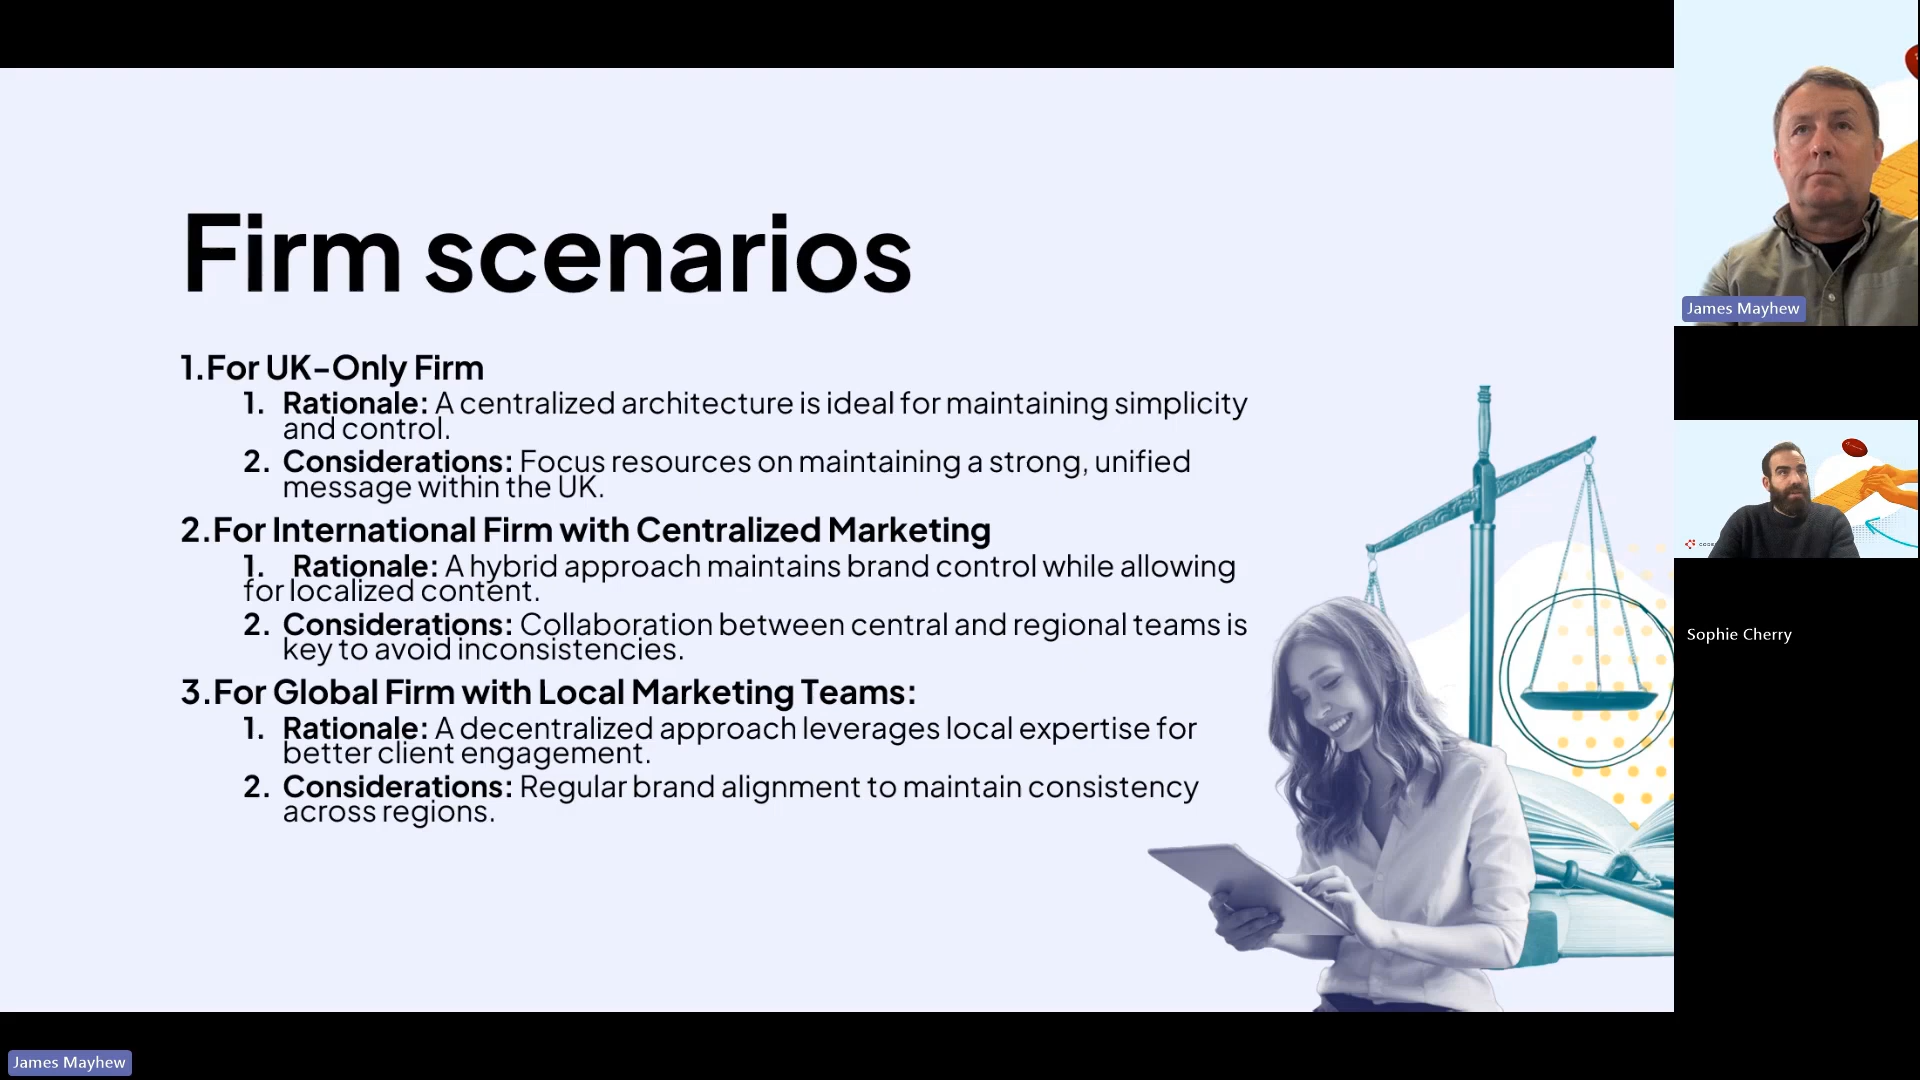 Firm scenarios
1.For UK-Only Firm
1. Rationale: A centralized architecture is ideal for maintaining simplicity
and control.
2. Considerations: Focus resources on maintaining a strong, unified
message within the UK.
2.For International Firm with Centralized Marketing
1. Rationale: A hybrid approach maintains brand control while allowing
for localized content.
2. Considerations: Collaboration between central and regional teams is
key to avoid inconsistencies.
3.For Global Firm with Local Marketing Teams:
1. Rationale: A decentralized approach leverages local expertise for
better client engagement.
2. Considerations: Regular brand alignment to maintain consistency
across regions.
James Mayhew
Sophie Cherry
James Mayhew